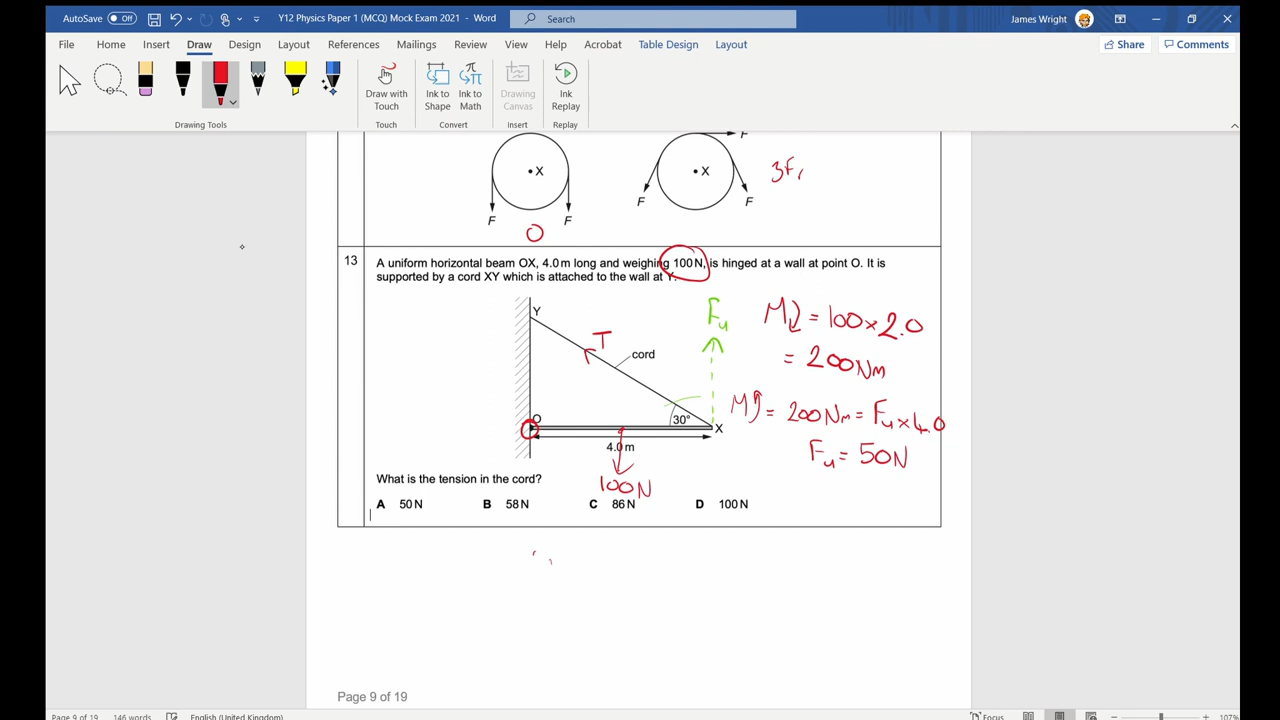 AutoSave Off Y12 Physics Paper 1 (MCQ) Mock Exam 2021 - Word Search James Wright
File Home Insert Draw Design Layout References Mailings Review View Help Acrobat Table Design Layout Share Comments
Draw with Touch Ink to Shape Ink to Math Drawing Canvas Ink Replay
Drawing Tools Touch Convert Insert Replay
F
X X 3F
F F F F
O
13 A uniform horizontal beam OX, 4.0 m long and weighing 100 N, is hinged at a wall at point O. It is
supported by a cord XY which is attached to the wall at Y.
Y Fu M = 100 × 2.0
T
cord = 200Nm
O 30° X M = 200Nm = Fu × 4.0
4.0 m Fu = 50N
What is the tension in the cord? 100N
A 50 N B 58 N C 86 N D 100 N
Page 9 of 19
Page 9 of 19 146 words English (United Kingdom) Focus 107%